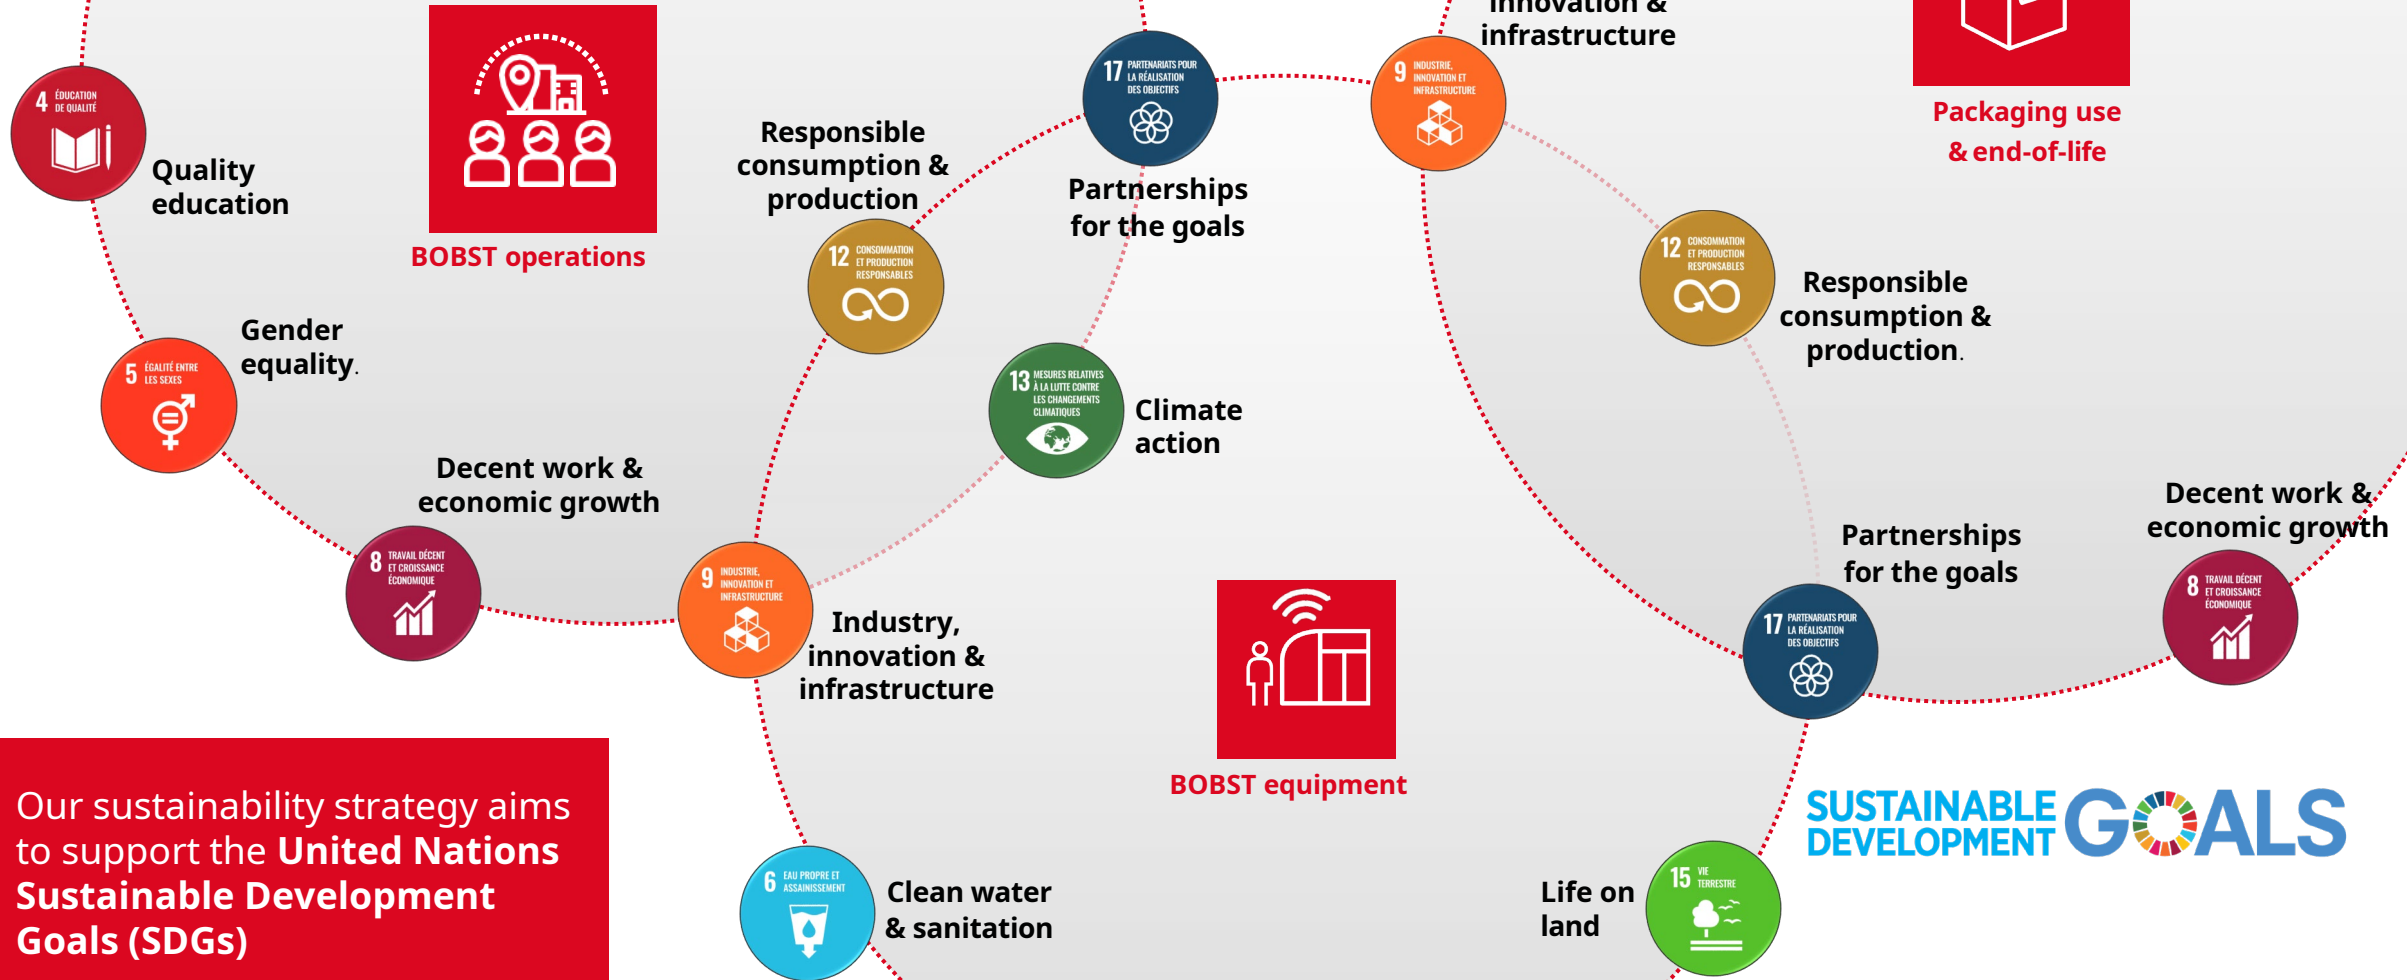 innovation &
infrastructure
17 PARTENARIATS POUR
LA RÉALISATION
DES OBJECTIFS
9 INDUSTRIE,
INNOVATION ET
INFRASTRUCTURE
4 ÉDUCATION
DE QUALITÉ
Quality
education
BOBST operations
Responsible
consumption &
production
Partnerships
for the goals
Packaging use
& end-of-life
12 CONSOMMATION
ET PRODUCTION
RESPONSABLES
12 CONSOMMATION
ET PRODUCTION
RESPONSABLES
Responsible
consumption &
production.
Gender
equality.
5 ÉGALITÉ ENTRE
LES SEXES
13 MESURES RELATIVES
À LA LUTTE CONTRE
LES CHANGEMENTS
CLIMATIQUES
Climate
action
Decent work &
economic growth
8 TRAVAIL DÉCENT
ET CROISSANCE
ÉCONOMIQUE
9 INDUSTRIE,
INNOVATION ET
INFRASTRUCTURE
Industry,
innovation &
infrastructure
Partnerships
for the goals
17 PARTENARIATS POUR
LA RÉALISATION
DES OBJECTIFS
Decent work &
economic growth
8 TRAVAIL DÉCENT
ET CROISSANCE
ÉCONOMIQUE
BOBST equipment
Our sustainability strategy aims
to support the United Nations
Sustainable Development
Goals (SDGs)
6 EAU PROPRE ET
ASSAINISSEMENT
Clean water
& sanitation
Life on
land
15 VIE
TERRESTRE
SUSTAINABLE
DEVELOPMENT GOALS